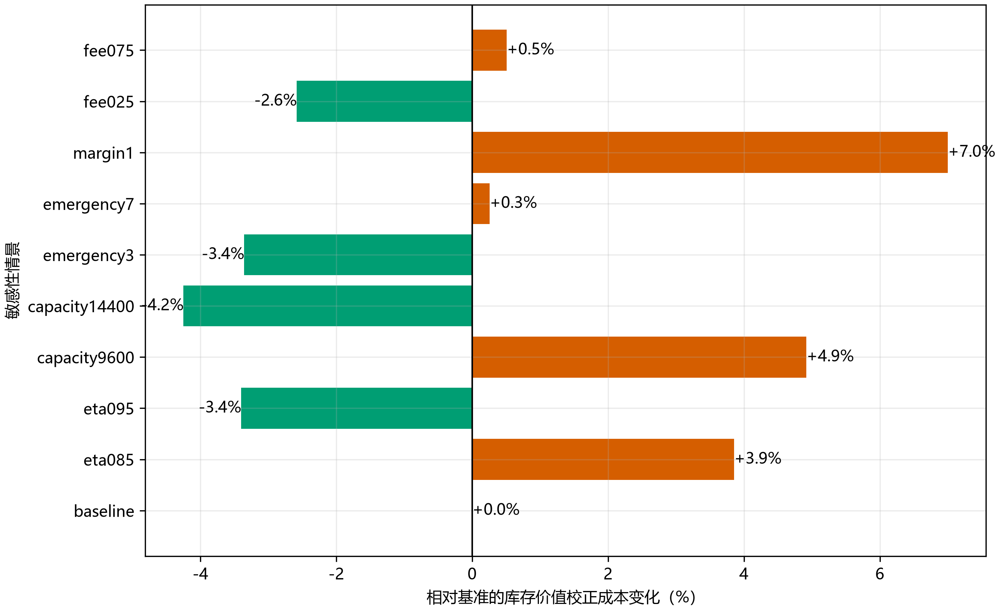 fee075
+0.5%
fee025
-2.6%
margin1
+7.0%
emergency7
+0.3%
emergency3
-3.4%
capacity14400
-4.2%
capacity9600
+4.9%
eta095
-3.4%
eta085
+3.9%
baseline
+0.0%
敏感性情景
-4 -2 0 2 4 6
相对基准的库存价值校正成本变化（%）